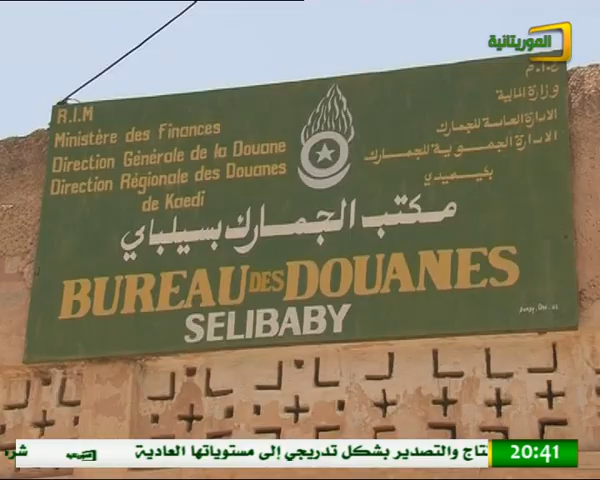 الموريتانية
R.I.M
Ministère des Finances
Direction Générale de la Douane
Direction Régionale des Douanes
de Kaedi
ج.إ.م
وزارة المالية
الادارة العامة للجمارك
الادارة الجهوية للجمارك
بكيهيدي
مكتب الجمارك بسيلباي
BUREAU DES DOUANES
SELIBABY
تاج والتصدير بشكل تدريجي إلى مستوياتها العادية
20:41